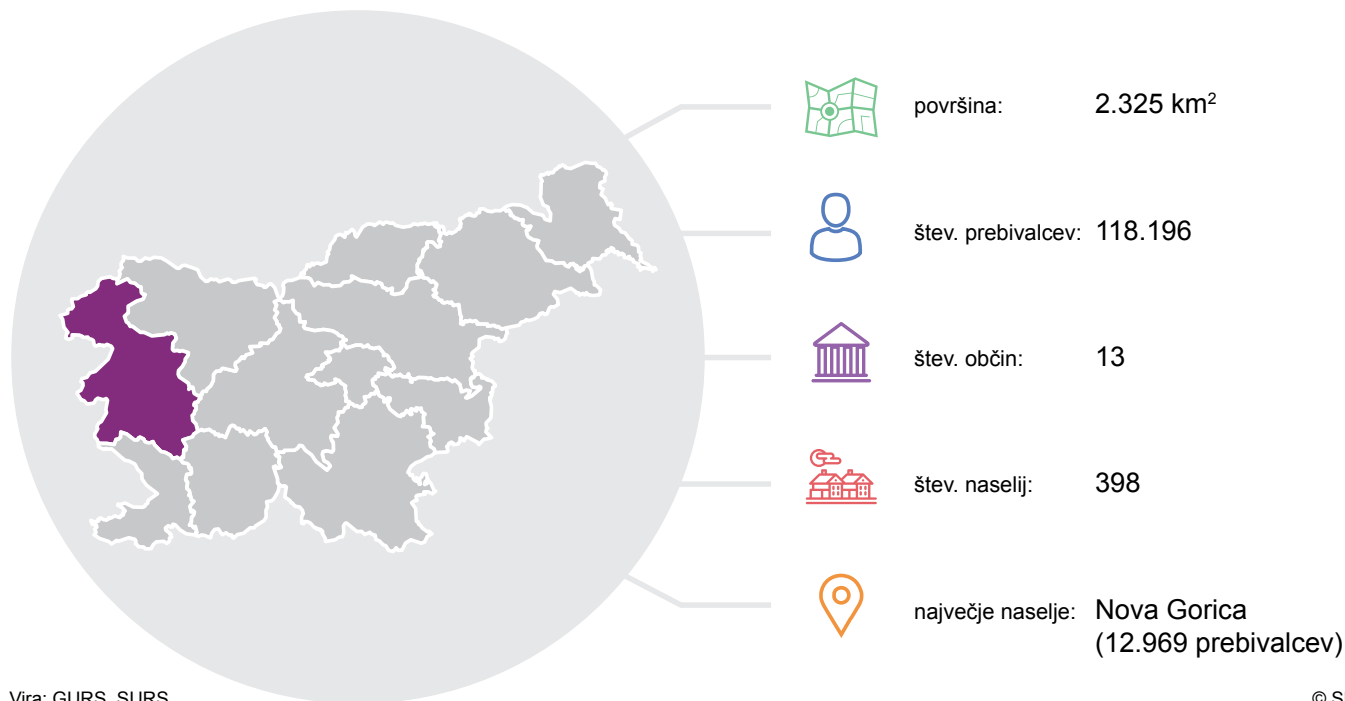 površina: 2.325 km²
štev. prebivalcev: 118.196
štev. občin: 13
štev. naselij: 398
največje naselje: Nova Gorica
(12.969 prebivalcev)
Vira: GURS, SURS
©